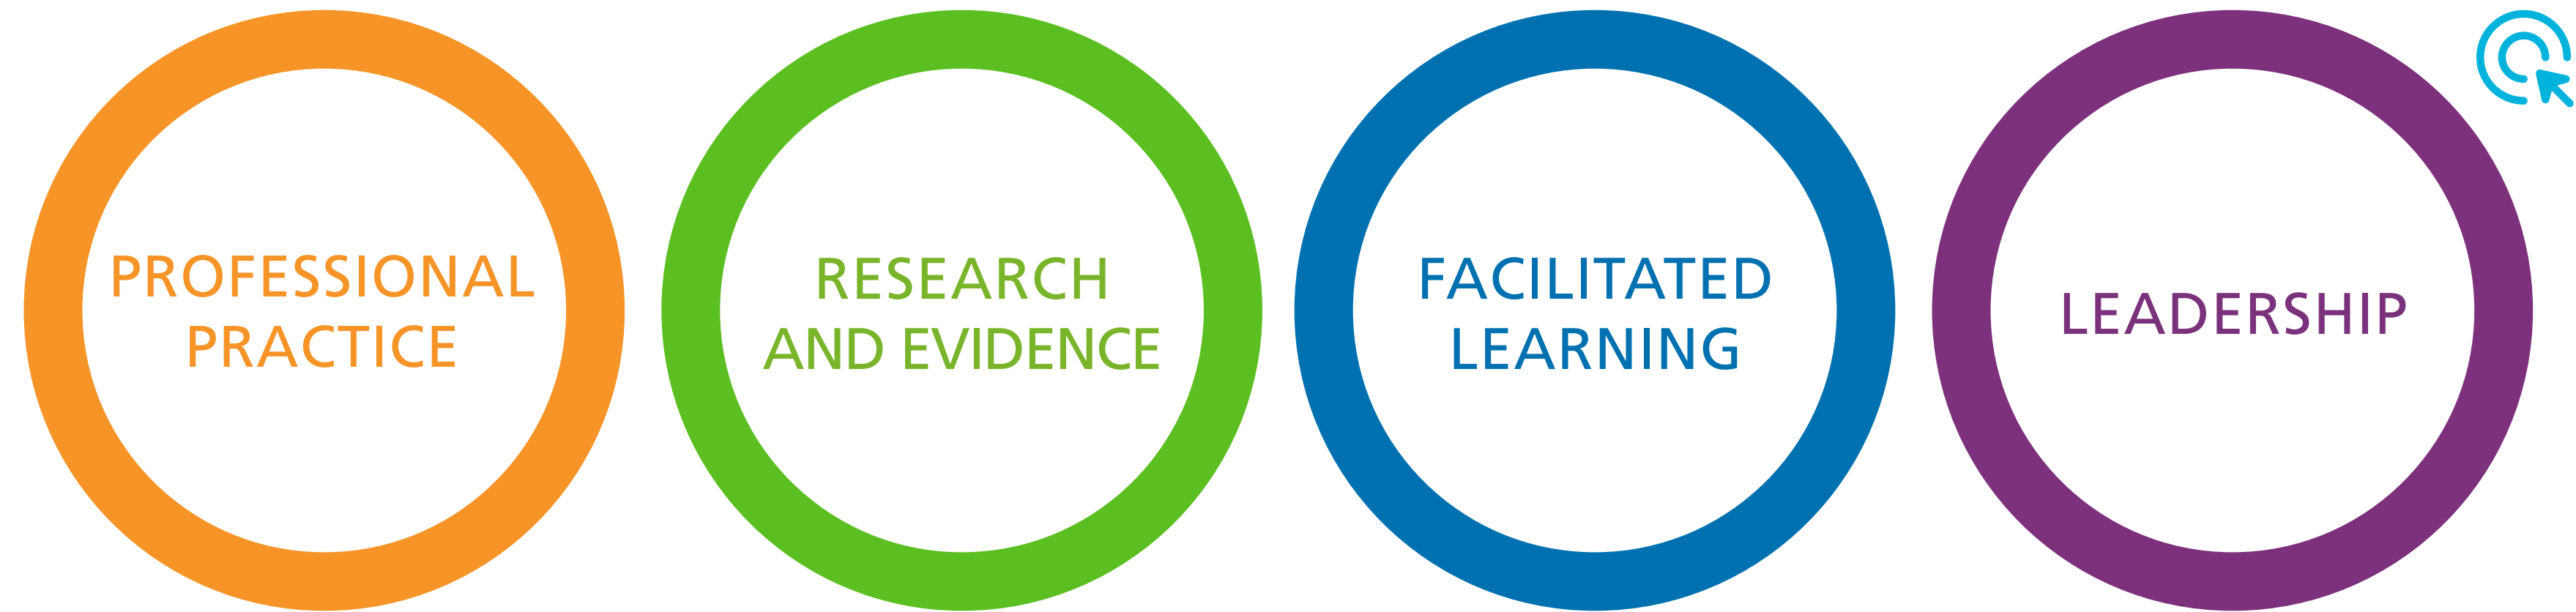 PROFESSIONAL
PRACTICE
RESEARCH
AND EVIDENCE
FACILITATED
LEARNING
LEADERSHIP